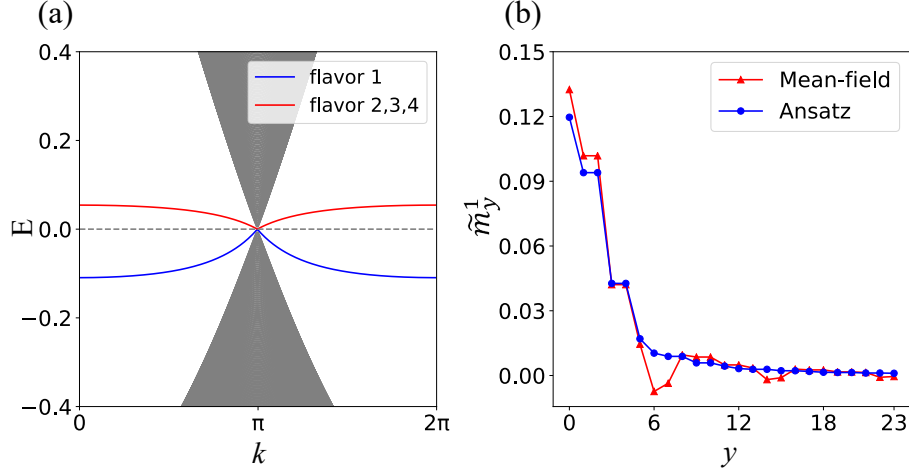 (a)
0.4
0.2
0.0
−0.2
−0.4
E
0
π
2π
k
flavor 1
flavor 2,3,4
(b)
0.15
0.12
0.09
0.06
0.03
0.00
m̃¹ᵧ
0
6
12
18
23
y
Mean-field
Ansatz